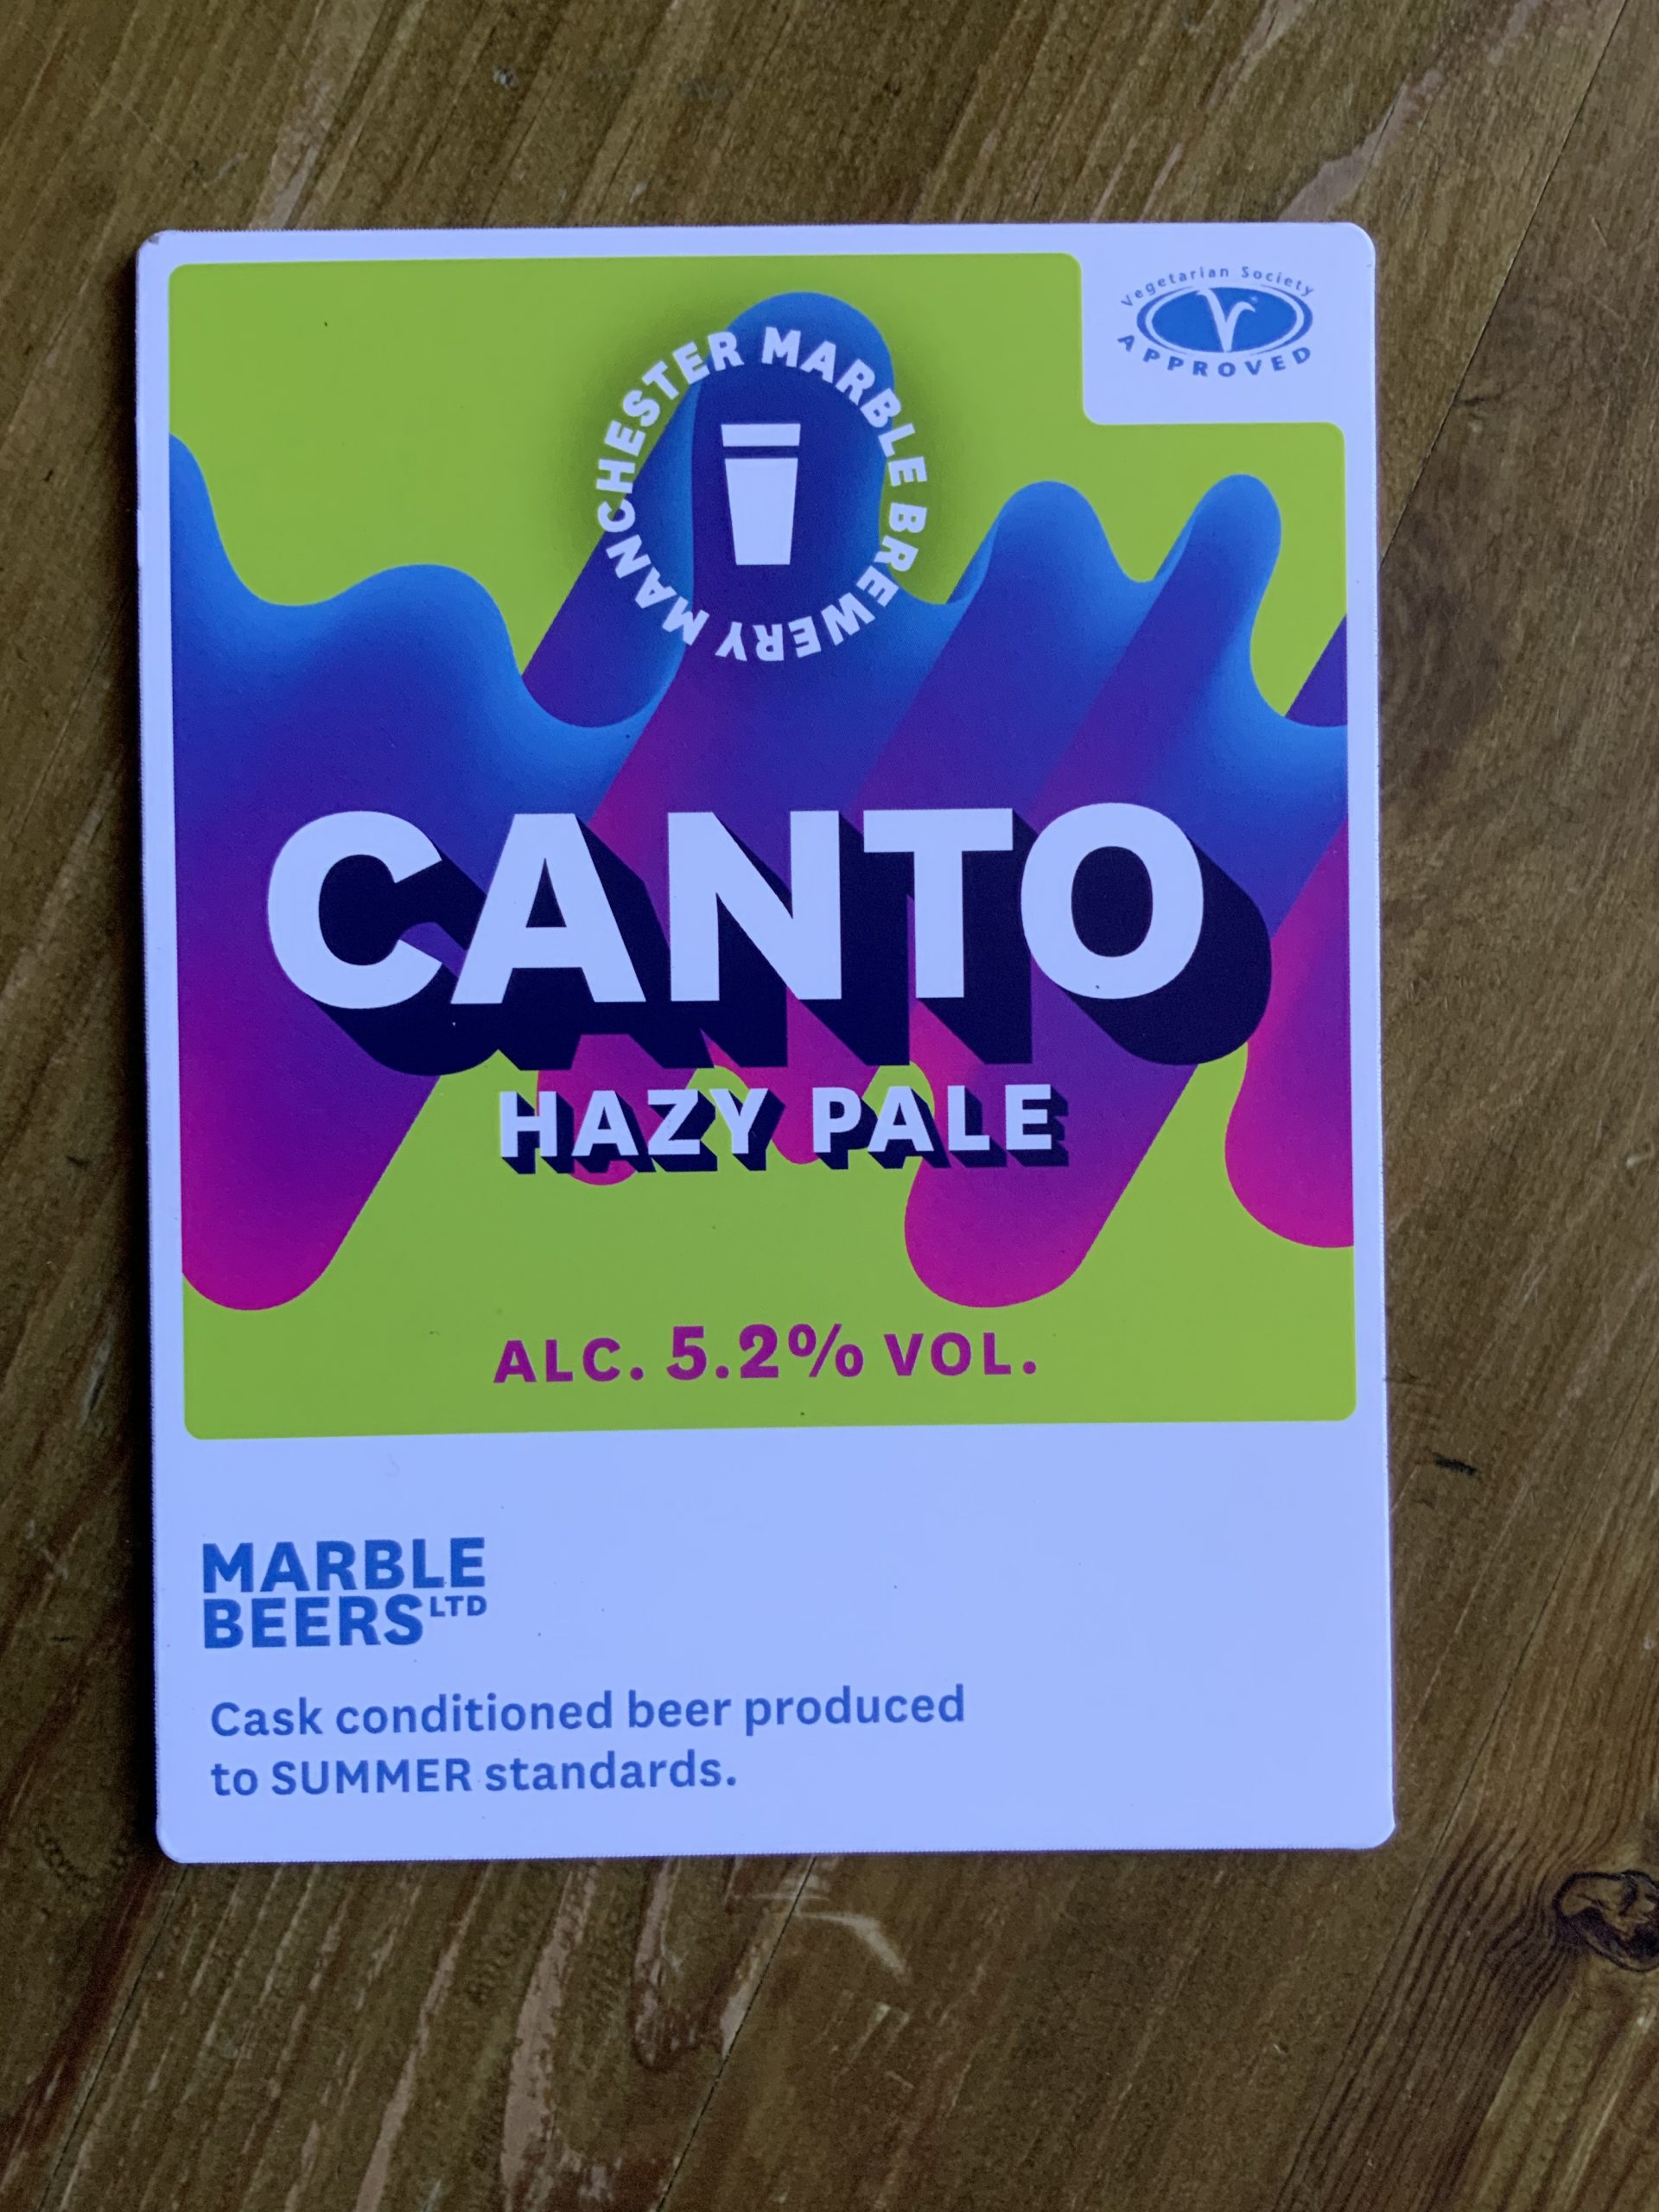 Vegetarian Society
APPROVED
MANCHESTER MARBLE BREWERY
CANTO
HAZY PALE
ALC. 5.2% VOL.
MARBLE
BEERS LTD
Cask conditioned beer produced
to SUMMER standards.